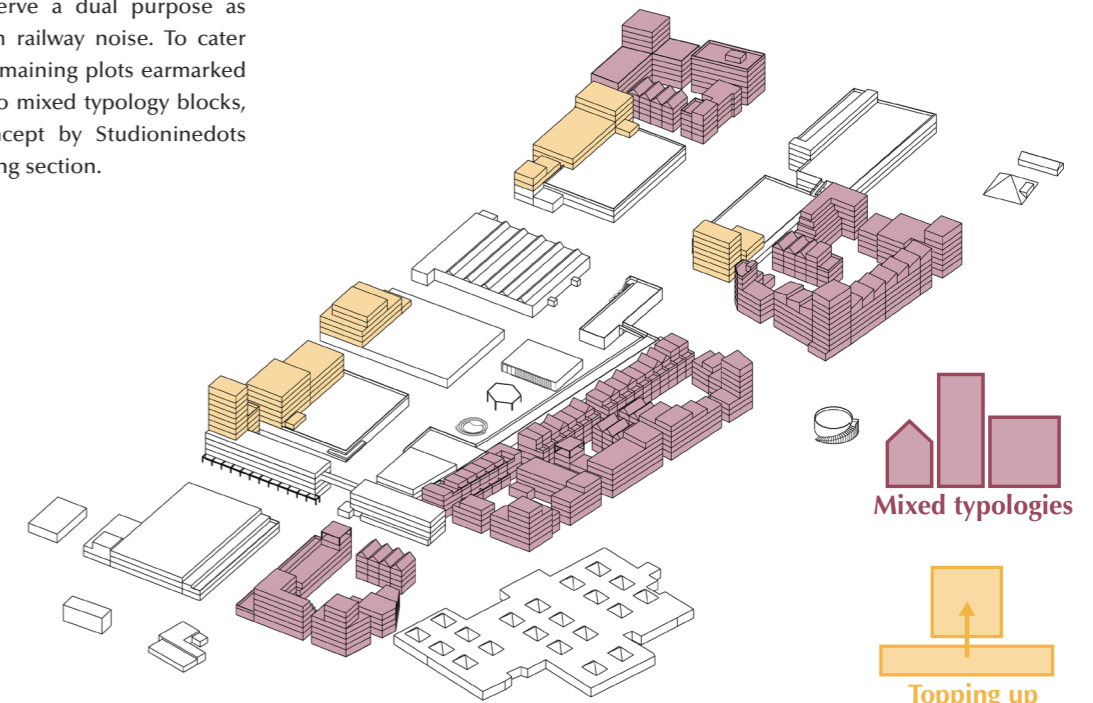 erve a dual purpose as
railway noise. To cater
maining plots earmarked
mixed typology blocks,
cept by Studioninedots
ng section.
Mixed typologies
Topping up